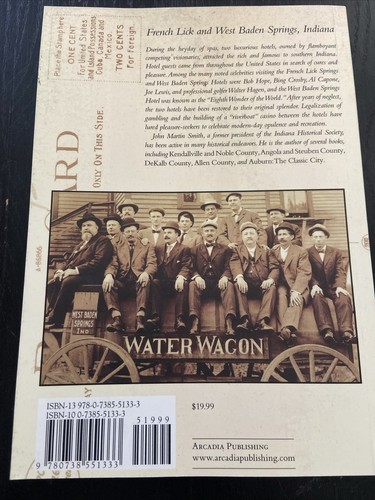 Place the Stamp here
ONE CENT
for United States
and Island Possessions
Cuba, Canada and
Mexico.
TWO CENTS
For Foreign.
ARD
ONLY ON THIS SIDE.
A-55966
French Lick and West Baden Springs, Indiana
During the heyday of spas, two luxurious hotels, owned by flamboyant
competing visionaries, attracted the rich and famous to southern Indiana.
Hotel guests came from throughout the United States in search of cures and
pleasure. Among the many noted celebrities visiting the French Lick Springs
and West Baden Springs Hotels were Bob Hope, Bing Crosby, Al Capone,
Joe Lewis, and professional golfer Walter Hagen, and the West Baden Springs
Hotel was known as the "Eighth Wonder of the World." After years of neglect,
the two hotels have been restored to their original splendor. Legalization of
gambling and the building of a "riverboat" casino between the hotels have
lured pleasure-seekers to celebrate modern-day opulence and recreation.
John Martin Smith, a former president of the Indiana Historical Society,
has been active in many historical endeavors. He is the author of several books,
including Kendallville and Noble County, Angola and Steuben County,
DeKalb County, Allen County, and Auburn: The Classic City.
WEST BADEN
SPRINGS
IND
WATER WAGON
ISBN-13 978-0-7385-5133-3
ISBN-10 0-7385-5133-3
51999
9 780738 551333
$19.99
ARCADIA PUBLISHING
www.arcadiapublishing.com